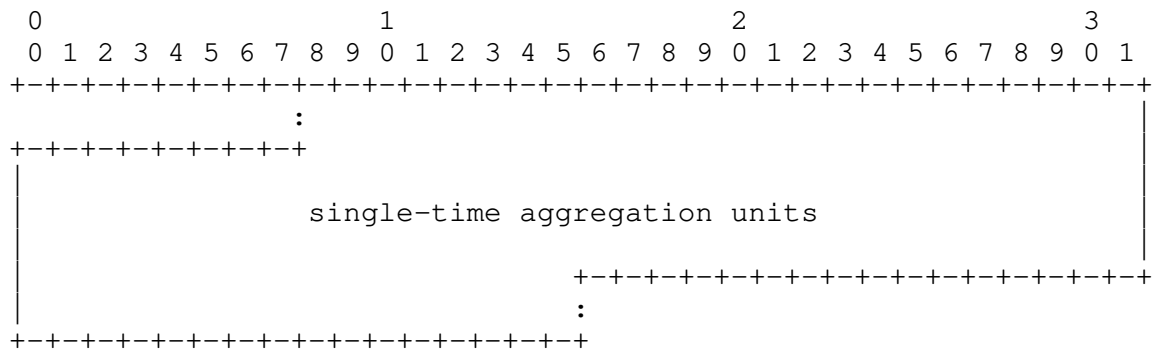 0                   1                   2                   3
 0 1 2 3 4 5 6 7 8 9 0 1 2 3 4 5 6 7 8 9 0 1 2 3 4 5 6 7 8 9 0 1
+-+-+-+-+-+-+-+-+-+-+-+-+-+-+-+-+-+-+-+-+-+-+-+-+-+-+-+-+-+-+-+-+
                :                                               |
+-+-+-+-+-+-+-+-+                                               |
|                                                               |
|                single-time aggregation units                  |
|                                                               |
|                               +-+-+-+-+-+-+-+-+-+-+-+-+-+-+-+-+
|                               :
+-+-+-+-+-+-+-+-+-+-+-+-+-+-+-+-+